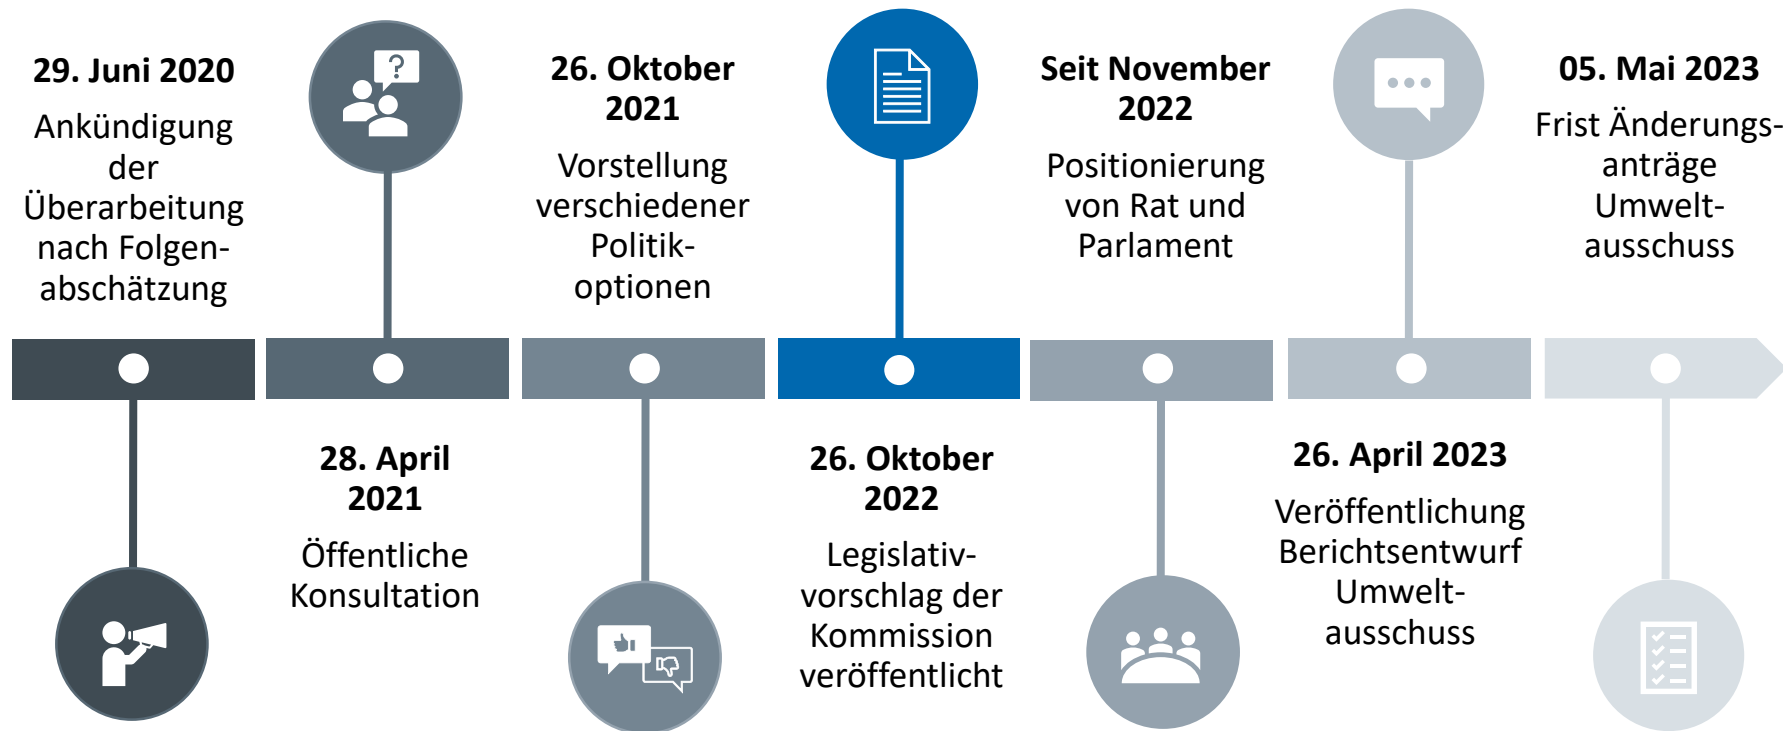 29. Juni 2020
Ankündigung
der
Überarbeitung
nach Folgen-
abschätzung
28. April
2021
Öffentliche
Konsultation
26. Oktober
2021
Vorstellung
verschiedener
Politik-
optionen
26. Oktober
2022
Legislativ-
vorschlag der
Kommission
veröffentlicht
Seit November
2022
Positionierung
von Rat und
Parlament
26. April 2023
Veröffentlichung
Berichtsentwurf
Umwelt-
ausschuss
05. Mai 2023
Frist Änderungs-
anträge
Umwelt-
ausschuss
?